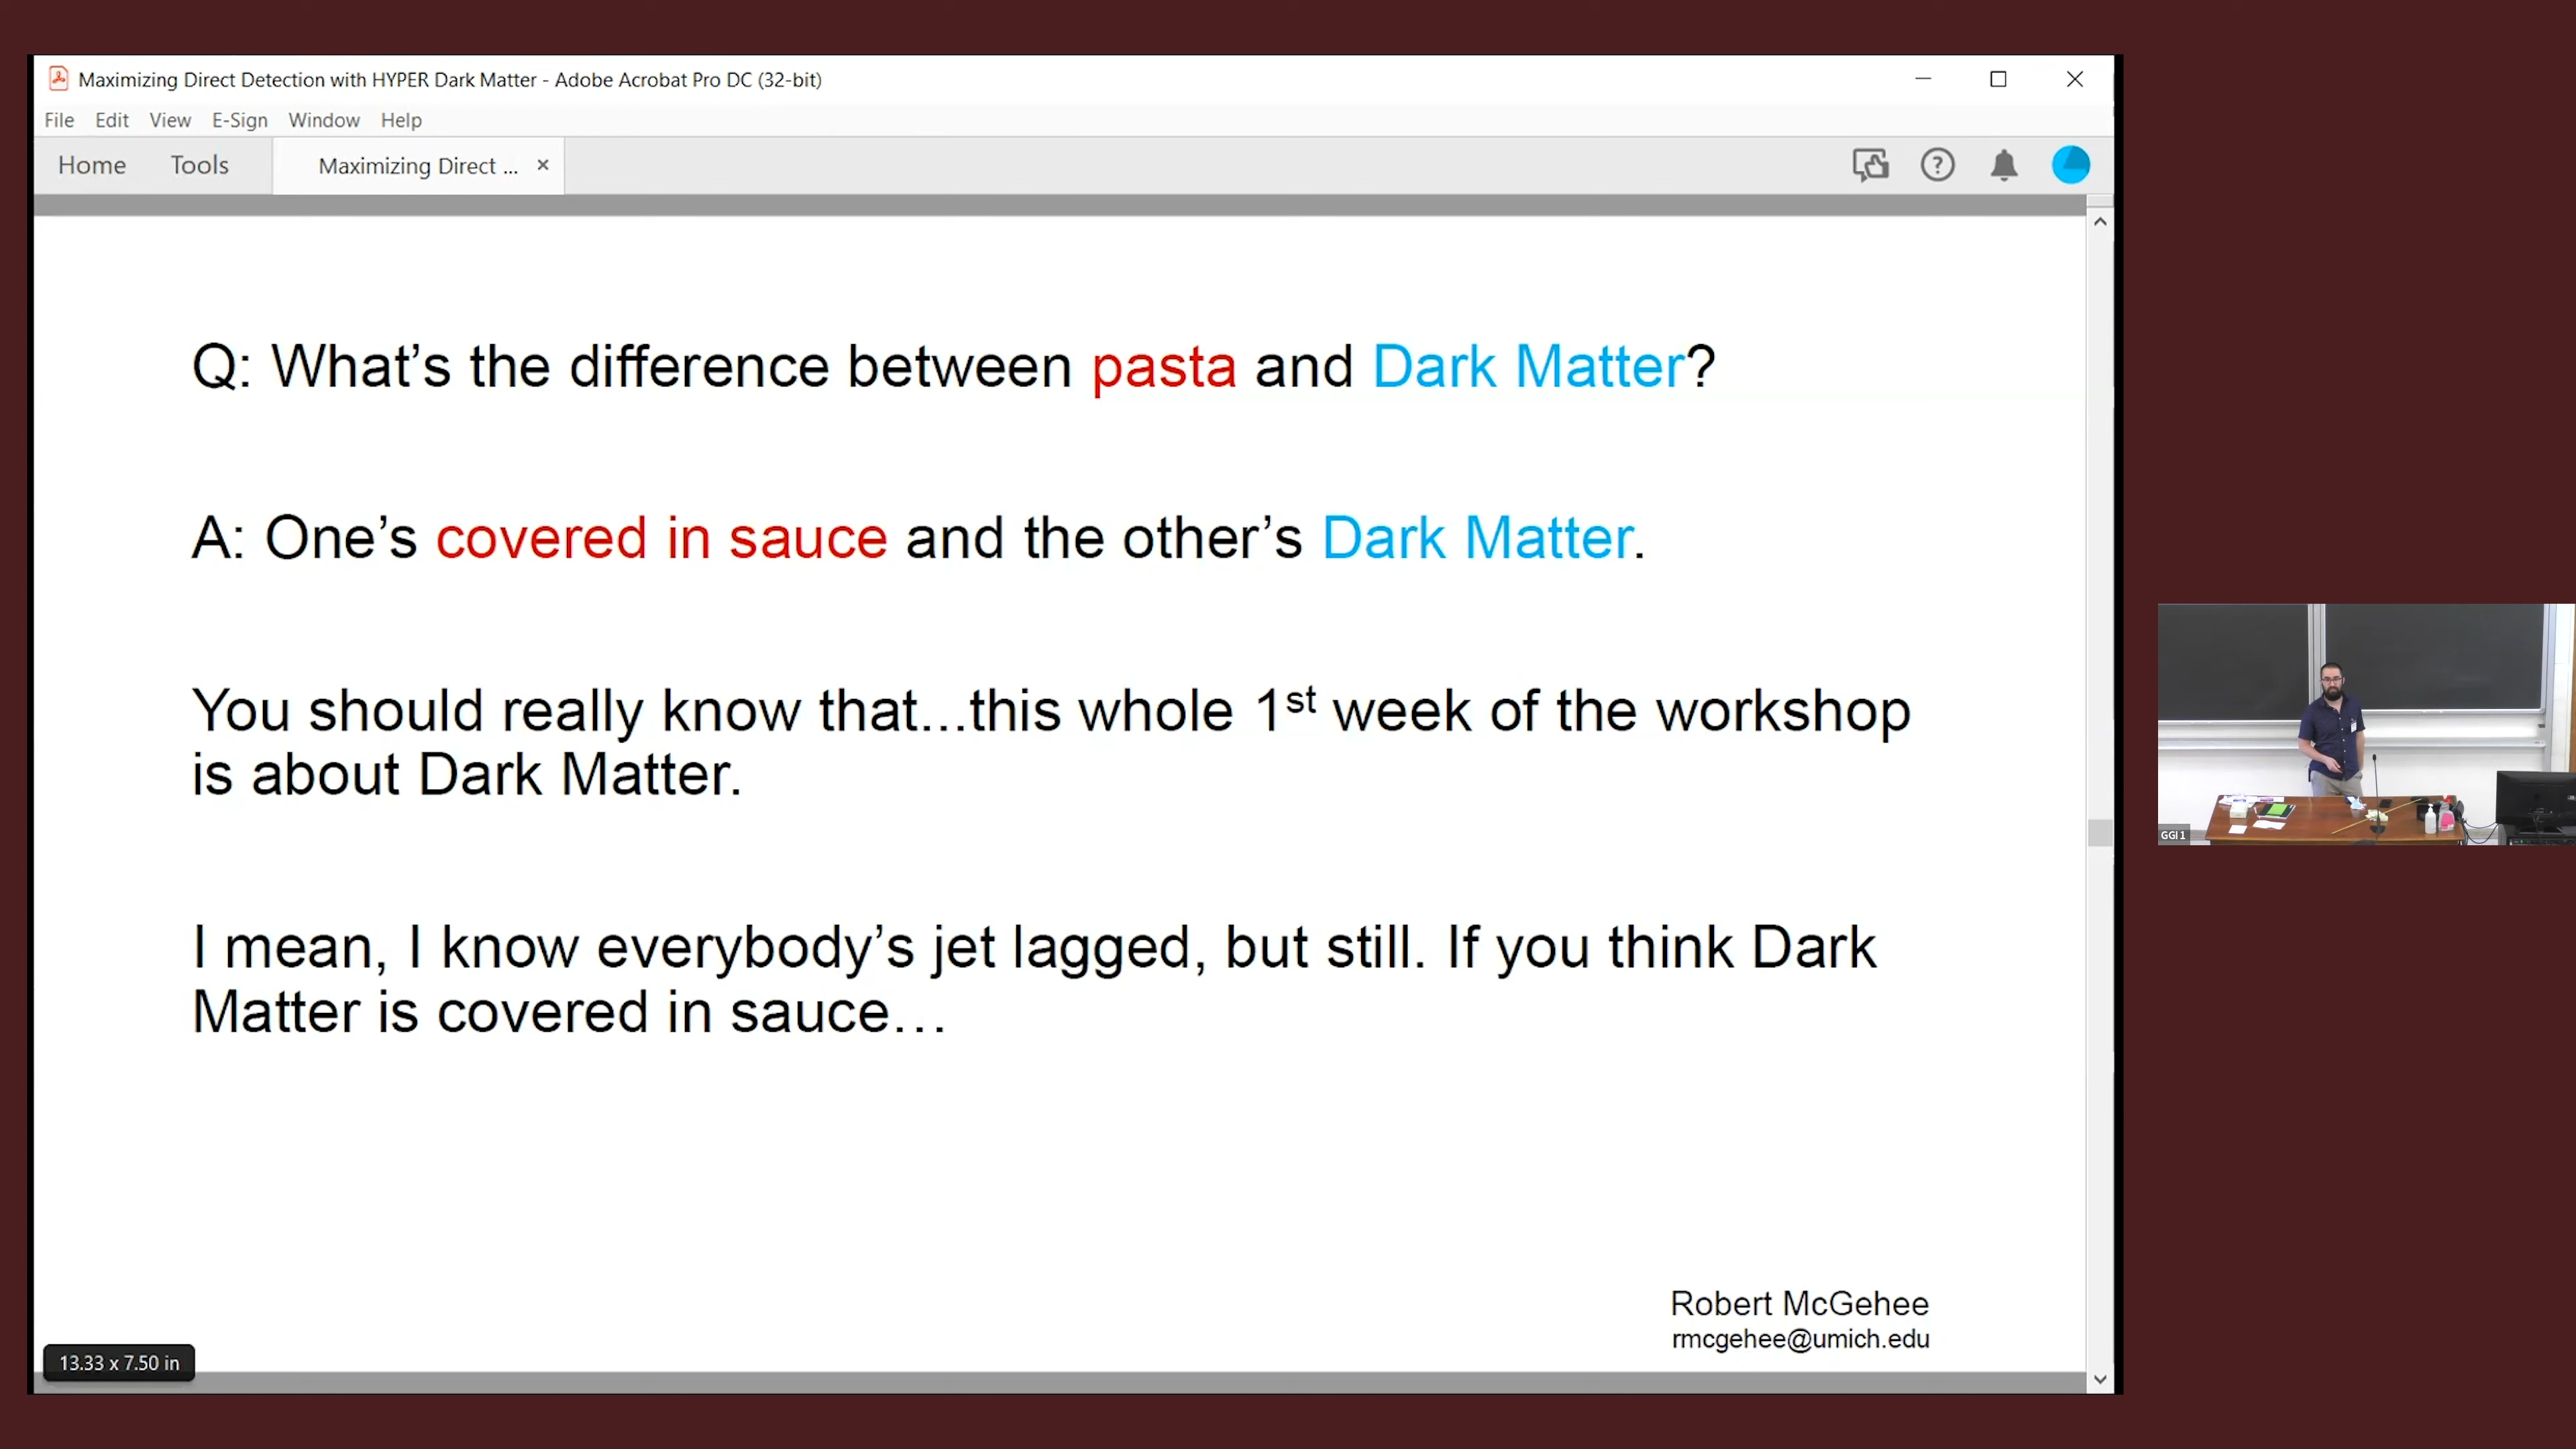 Maximizing Direct Detection with HYPER Dark Matter - Adobe Acrobat Pro DC (32-bit)
File Edit View E-Sign Window Help
Home Tools Maximizing Direct ...
Q: What’s the difference between pasta and Dark Matter?
A: One’s covered in sauce and the other’s Dark Matter.
You should really know that…this whole 1st week of the workshop
is about Dark Matter.
I mean, I know everybody’s jet lagged, but still. If you think Dark
Matter is covered in sauce…
Robert McGehee
rmcgehee@umich.edu
13.33 x 7.50 in
GGI 1